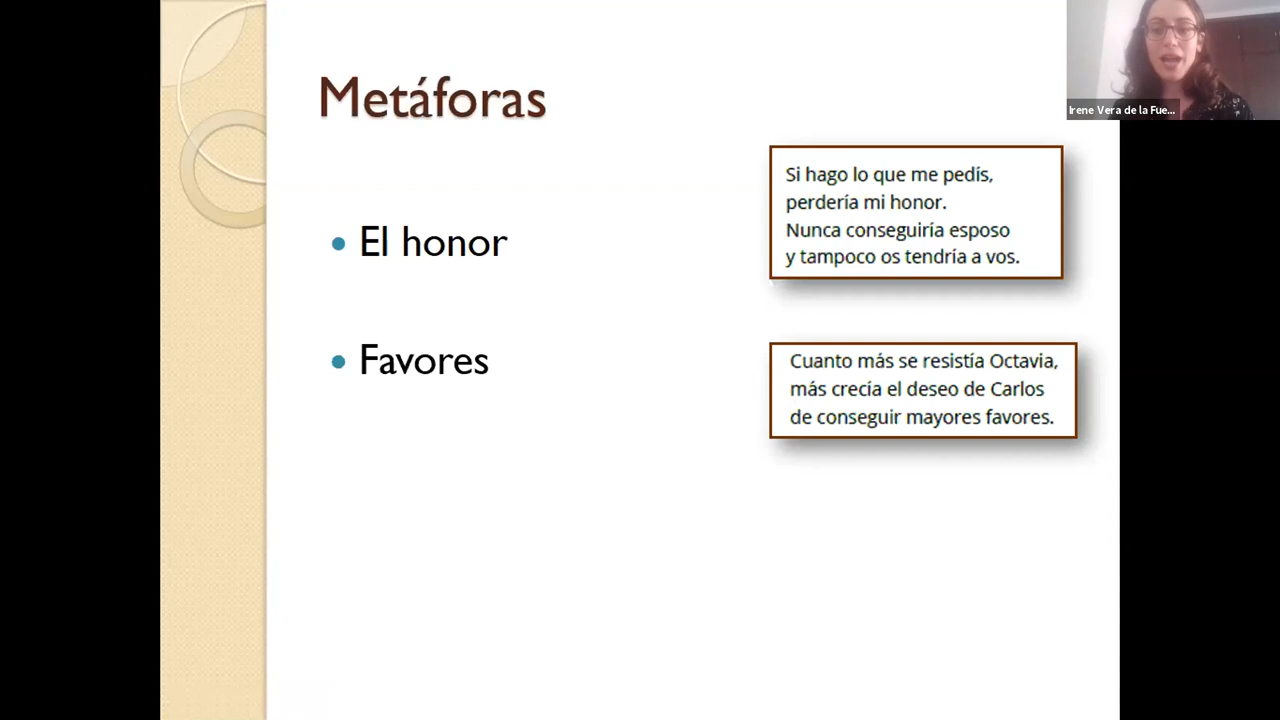 Metáforas
El honor
Favores
Si hago lo que me pedís,
perdería mi honor.
Nunca conseguiría esposo
y tampoco os tendría a vos.
Cuanto más se resistía Octavia,
más crecía el deseo de Carlos
de conseguir mayores favores.
Irene Vera de la Fue...